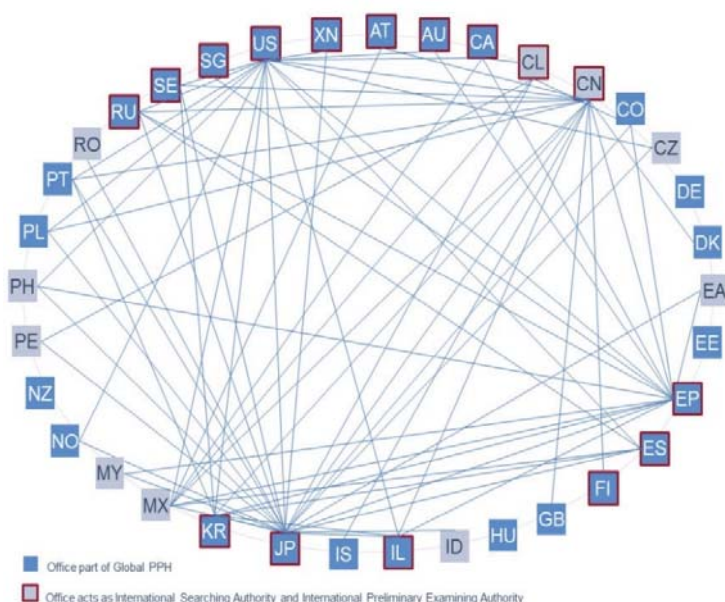 US
XN
AT
AU
CA
CL
CN
CO
CZ
DE
DK
EA
EE
EP
ES
FI
GB
HU
ID
IL
IS
JP
KR
MX
MY
NO
NZ
PE
PH
PL
PT
RO
RU
SE
SG
Office part of Global PPH
Office acts as International Searching Authority and International Preliminary Examining Authority